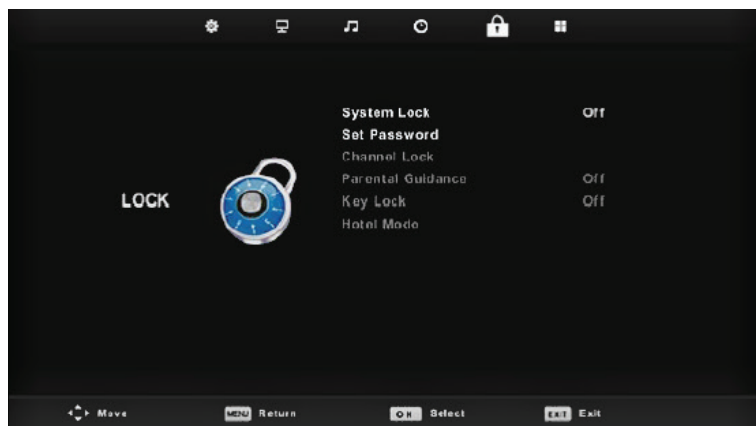 System Lock Off
Set Password
Channel Lock
Parental Guidance Off
LOCK
Key Lock Off
Hotel Mode
Move MENU Return OK Select EXIT Exit